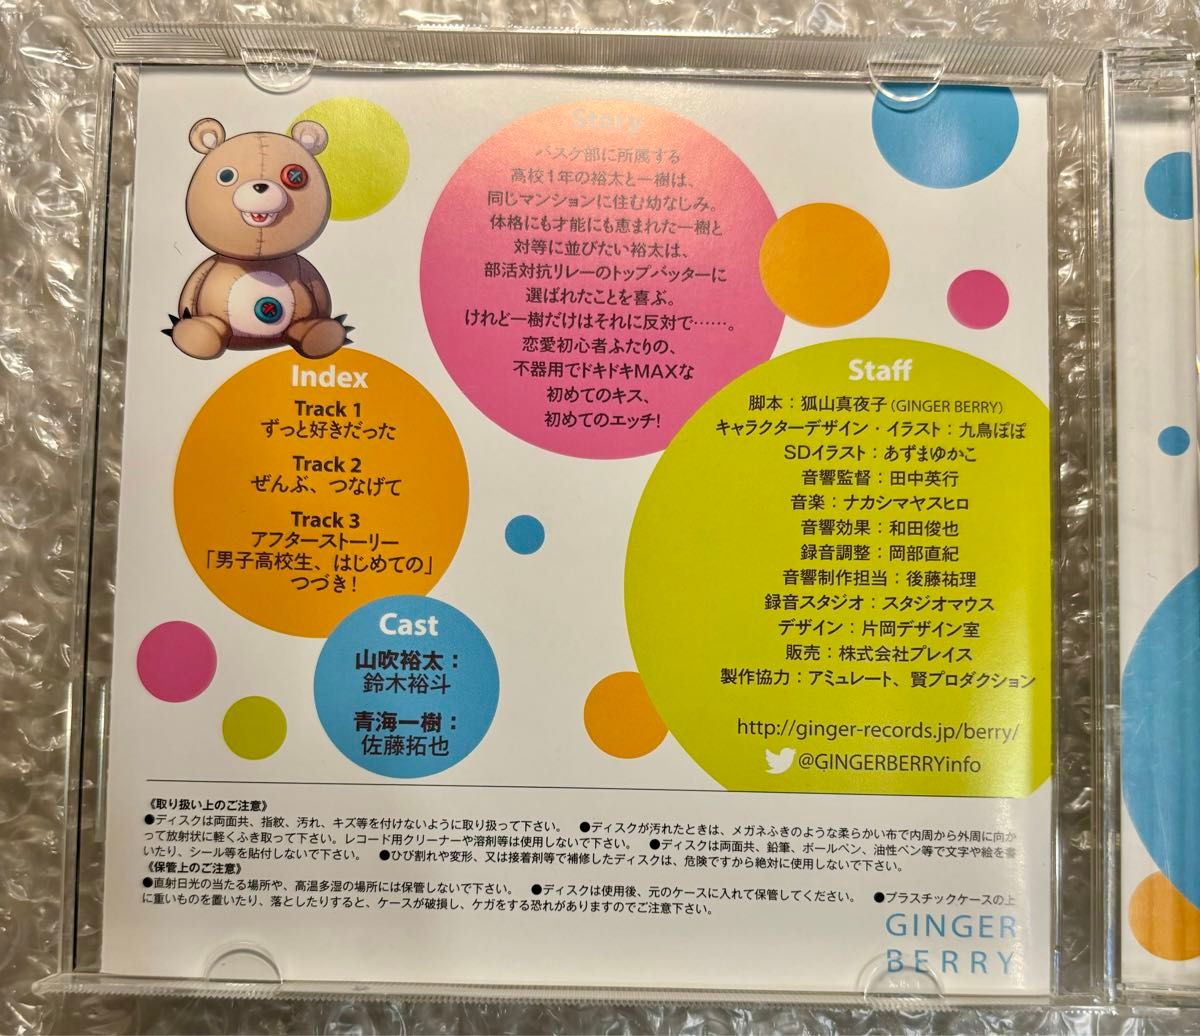 Story
バスケ部に所属する
高校1年の裕太と一樹は、
同じマンションに住む幼なじみ。
体格にも才能にも恵まれた一樹と
対等に並びたい裕太は、
部活対抗リレーのトップバッターに
選ばれたことを喜ぶ。
けれど一樹だけはそれに反対で……。
恋愛初心者ふたりの、
不器用でドキドキMAXな
初めてのキス、
初めてのエッチ!
Index
Track 1
ずっと好きだった
Track 2
ぜんぶ、つなげて
Track 3
アフターストーリー
「男子高校生、はじめての」
つづき!
Cast
山吹裕太：
鈴木裕斗
青海一樹：
佐藤拓也
Staff
脚本：狐山真夜子(GINGER BERRY)
キャラクターデザイン・イラスト：九鳥ぽぽ
SDイラスト：あずまゆかこ
音響監督：田中英行
音楽：ナカシマヤスヒロ
音響効果：和田俊也
録音調整：岡部直紀
音響制作担当：後藤祐理
録音スタジオ：スタジオマウス
デザイン：片岡デザイン室
販売：株式会社プレイス
製作協力：アミュレート、賢プロダクション
http://ginger-records.jp/berry/
@GINGERBERRYinfo
《取り扱い上のご注意》
●ディスクは両面共、指紋、汚れ、キズ等を付けないように取り扱って下さい。 ●ディスクが汚れたときは、メガネふきのような柔らかい布で内周から外周に向か
って放射状に軽くふき取って下さい。レコード用クリーナーや溶剤等は使用しないで下さい。 ●ディスクは両面共、鉛筆、ボールペン、油性ペン等で文字や絵を書
いたり、シール等を貼付しないで下さい。 ●ひび割れや変形、又は接着剤等で補修したディスクは、危険ですから絶対に使用しないで下さい。
《保管上のご注意》
●直射日光の当たる場所や、高温多湿の場所には保管しないで下さい。 ●ディスクは使用後、元のケースに入れて保管してください。 ●プラスチックケースの上
に重いものを置いたり、落としたりすると、ケースが破損し、ケガをする恐れがありますのでご注意下さい。
GINGER
BERRY